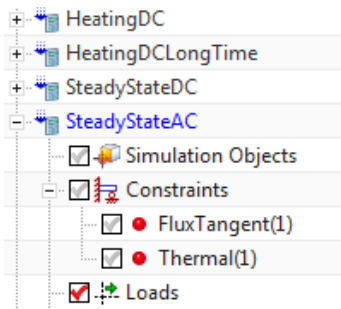 HeatingDC
HeatingDCLongTime
SteadyStateDC
SteadyStateAC
Simulation Objects
Constraints
FluxTangent(1)
Thermal(1)
Loads